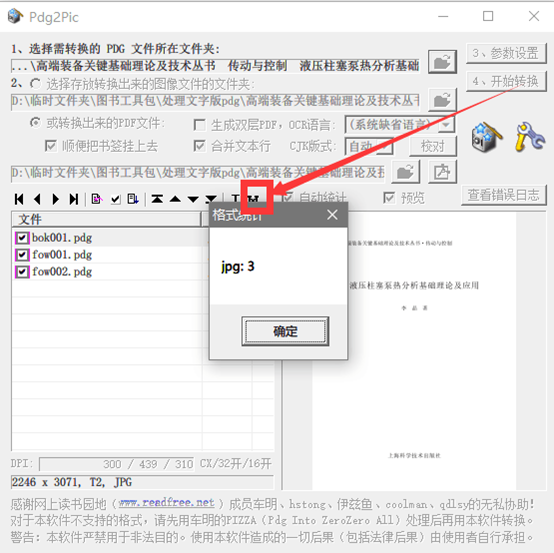 Pdg2Pic
1、选择需转换的 PDG 文件所在文件夹:
...\高端装备关键基础理论及技术丛书 传动与控制 液压柱塞泵热分析基础
3、参数设置
2、 选择存放转换出来的图像文件的文件夹:
4、开始转换
D:\临时文件夹\图书工具包\处理文字版pdg\高端装备关键基础理论及技术丛书
或转换出来的PDF文件:
生成双层PDF, OCR语言:
(系统缺省语言)
顺便把书签挂上去
合并文本行
CJK版式:
自动
校对
D:\临时文件夹\图书工具包\处理文字版pdg\高端装备关键基础理论及技
自动统计
预览
查看错误日志
文件
格式统计
bok001.pdg
fow001.pdg
fow002.pdg
jpg: 3
确定
装备关键基础理论及技术丛书·传动与控制
液压柱塞泵热分析基础理论及应用
李晶 著
上海科学技术出版社
DPI:
300 / 439 / 310
CX/32开/16开
2246 x 3071, T2, JPG
感谢网上读书园地(www.readfree.net)成员车明、hstong、伊兹鱼、coolman、qdlsy的无私协助!
对于本软件不支持的格式，请先用车明的PIZZA（Pdg Into ZeroZero All）处理后再用本软件转换。
警告: 本软件严禁用于非法目的。使用本软件造成的一切后果（包括法律后果）由使用者自行承担。